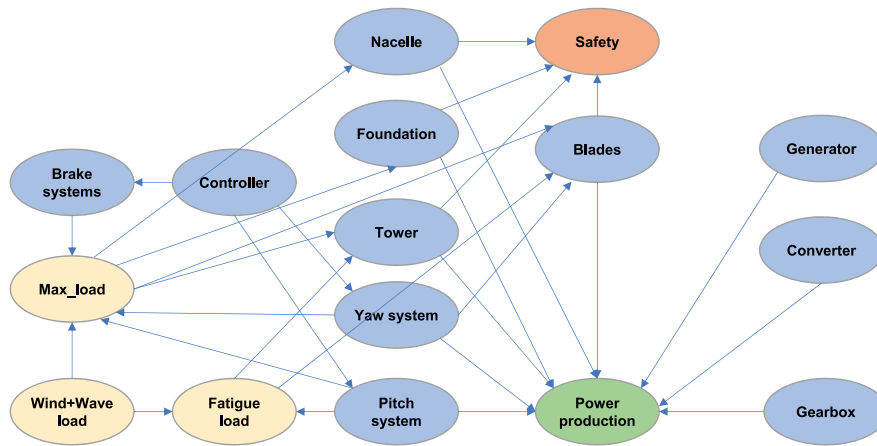 Nacelle
Safety
Foundation
Blades
Generator
Brake
systems
Controller
Tower
Converter
Max_load
Yaw system
Wind+Wave
load
Fatigue
load
Pitch
system
Power
production
Gearbox